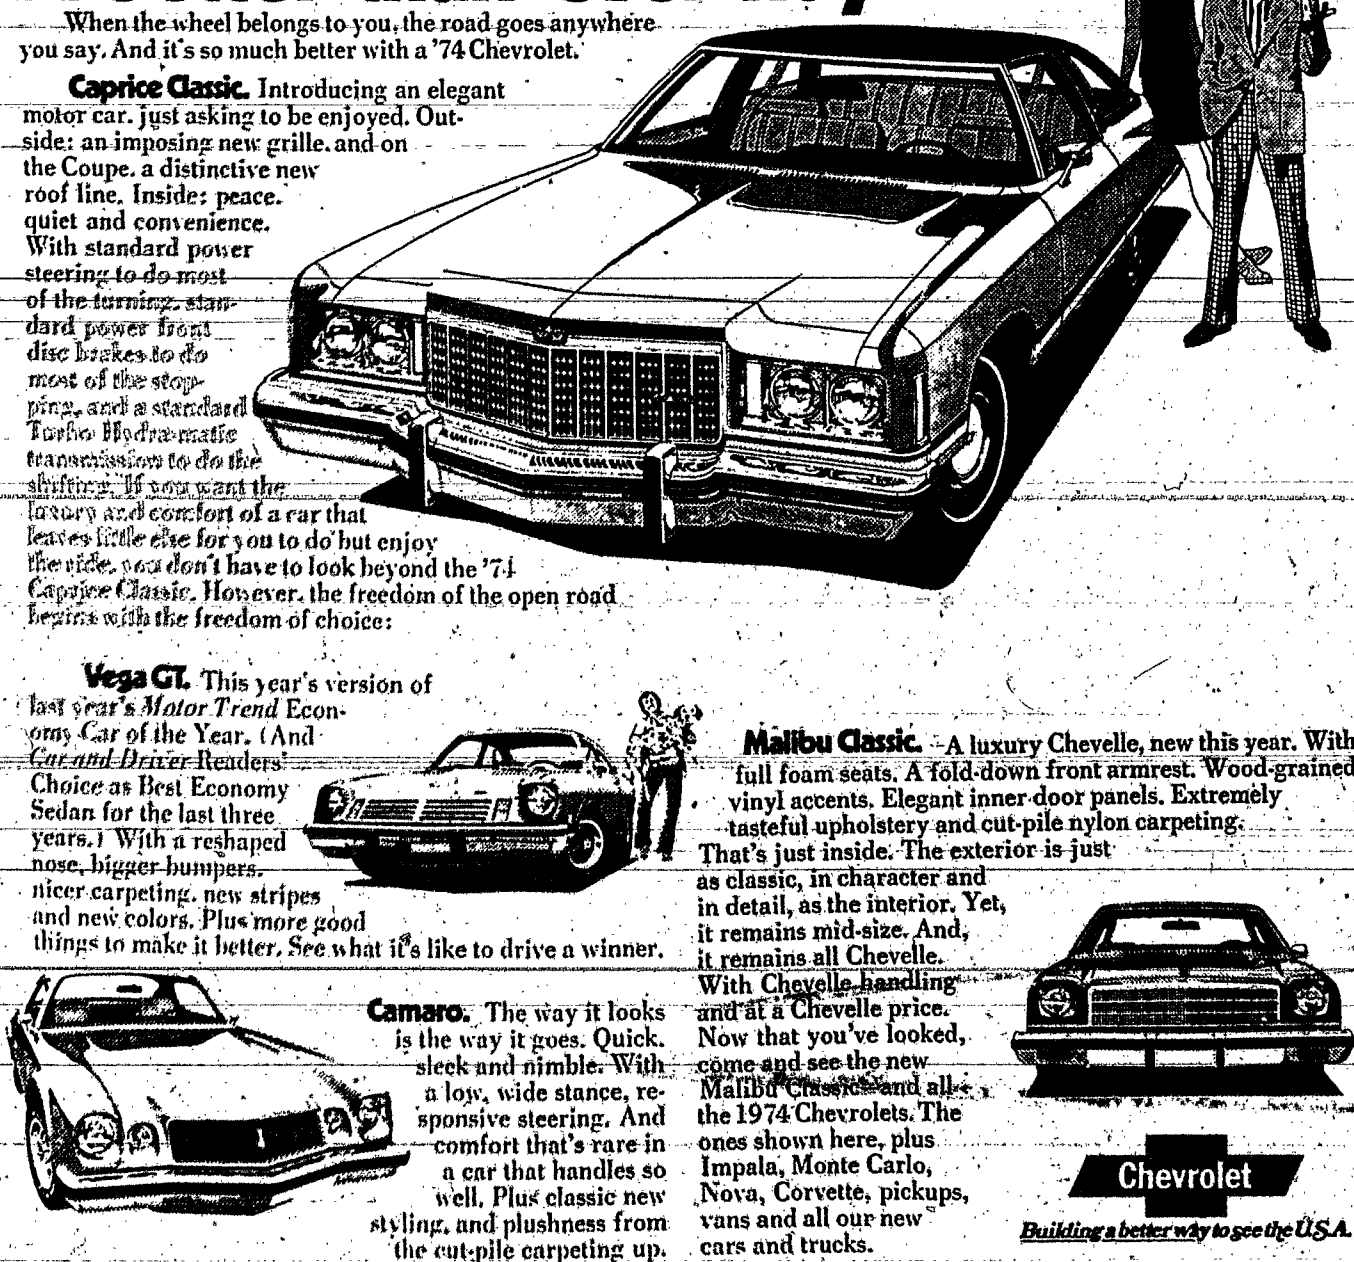 When the wheel belongs to you, the road goes anywhere
you say. And it's so much better with a '74 Chevrolet.
Caprice Classic. Introducing an elegant
motor car. just asking to be enjoyed. Out-
side: an imposing new grille. and on
the Coupe. a distinctive new
roof line. Inside: peace.
quiet and convenience.
With standard power
steering to do most
of the turning. stan-
dard power front
disc brakes to do
most of the stop-
ping, and a standard
Turbo Hydra-matic
transmission to do the
shifting. If you want the
luxury and comfort of a car that
leaves little else for you to do but enjoy
the ride. you don't have to look beyond the '74
Caprice Classic. However, the freedom of the open road
begins with the freedom of choice:
Vega GT. This year's version of
last year's Motor Trend Econ-
omy Car of the Year. (And
Car and Driver Readers'
Choice as Best Economy
Sedan for the last three
years.) With a reshaped
nose, bigger bumpers.
nicer carpeting. new stripes
and new colors. Plus more good
things to make it better. See what it's like to drive a winner.
Camaro. The way it looks
is the way it goes. Quick.
sleek and nimble. With
a low, wide stance, re-
sponsive steering. And
comfort that's rare in
a car that handles so
well. Plus classic new
styling, and plushness from
the cut-pile carpeting up.
Malibu Classic. A luxury Chevelle, new this year. With
full foam seats. A fold-down front armrest. Wood-grained
vinyl accents. Elegant inner door panels. Extremely
tasteful upholstery and cut-pile nylon carpeting.
That's just inside. The exterior is just
as classic, in character and
in detail, as the interior. Yet,
it remains mid-size. And,
it remains all Chevelle.
With Chevelle handling
and at a Chevelle price.
Now that you've looked,
come and see the new
Malibu Classic and all
the 1974 Chevrolets. The
ones shown here, plus
Impala, Monte Carlo,
Nova, Corvette, pickups,
vans and all our new
cars and trucks.
Chevrolet
Building a better way to see the U.S.A.